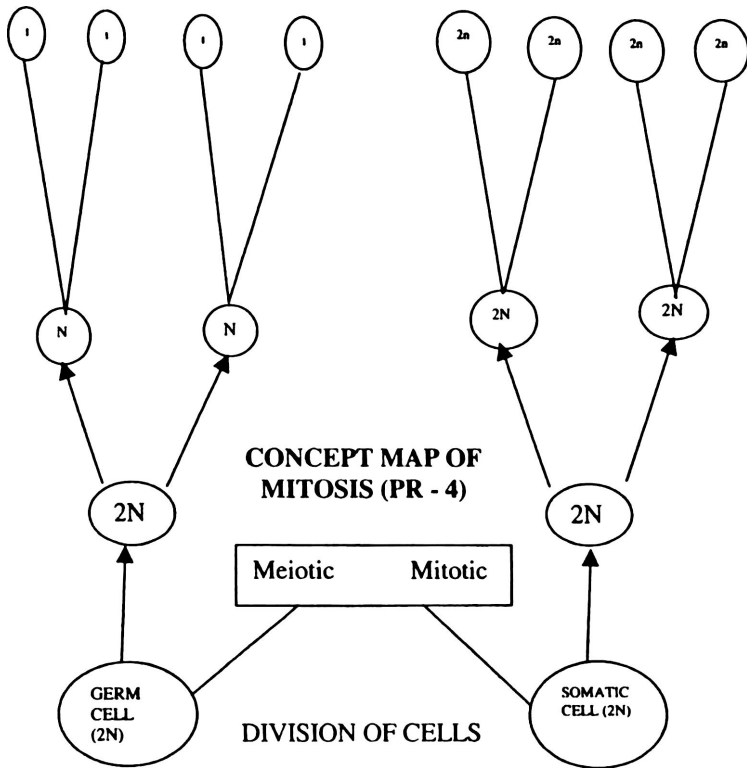 1 1 1 1 2n 2n 2n 2n
N N 2N 2N
CONCEPT MAP OF
MITOSIS (PR - 4)
2N 2N
Meiotic Mitotic
GERM
CELL
(2N)
SOMATIC
CELL (2N)
DIVISION OF CELLS